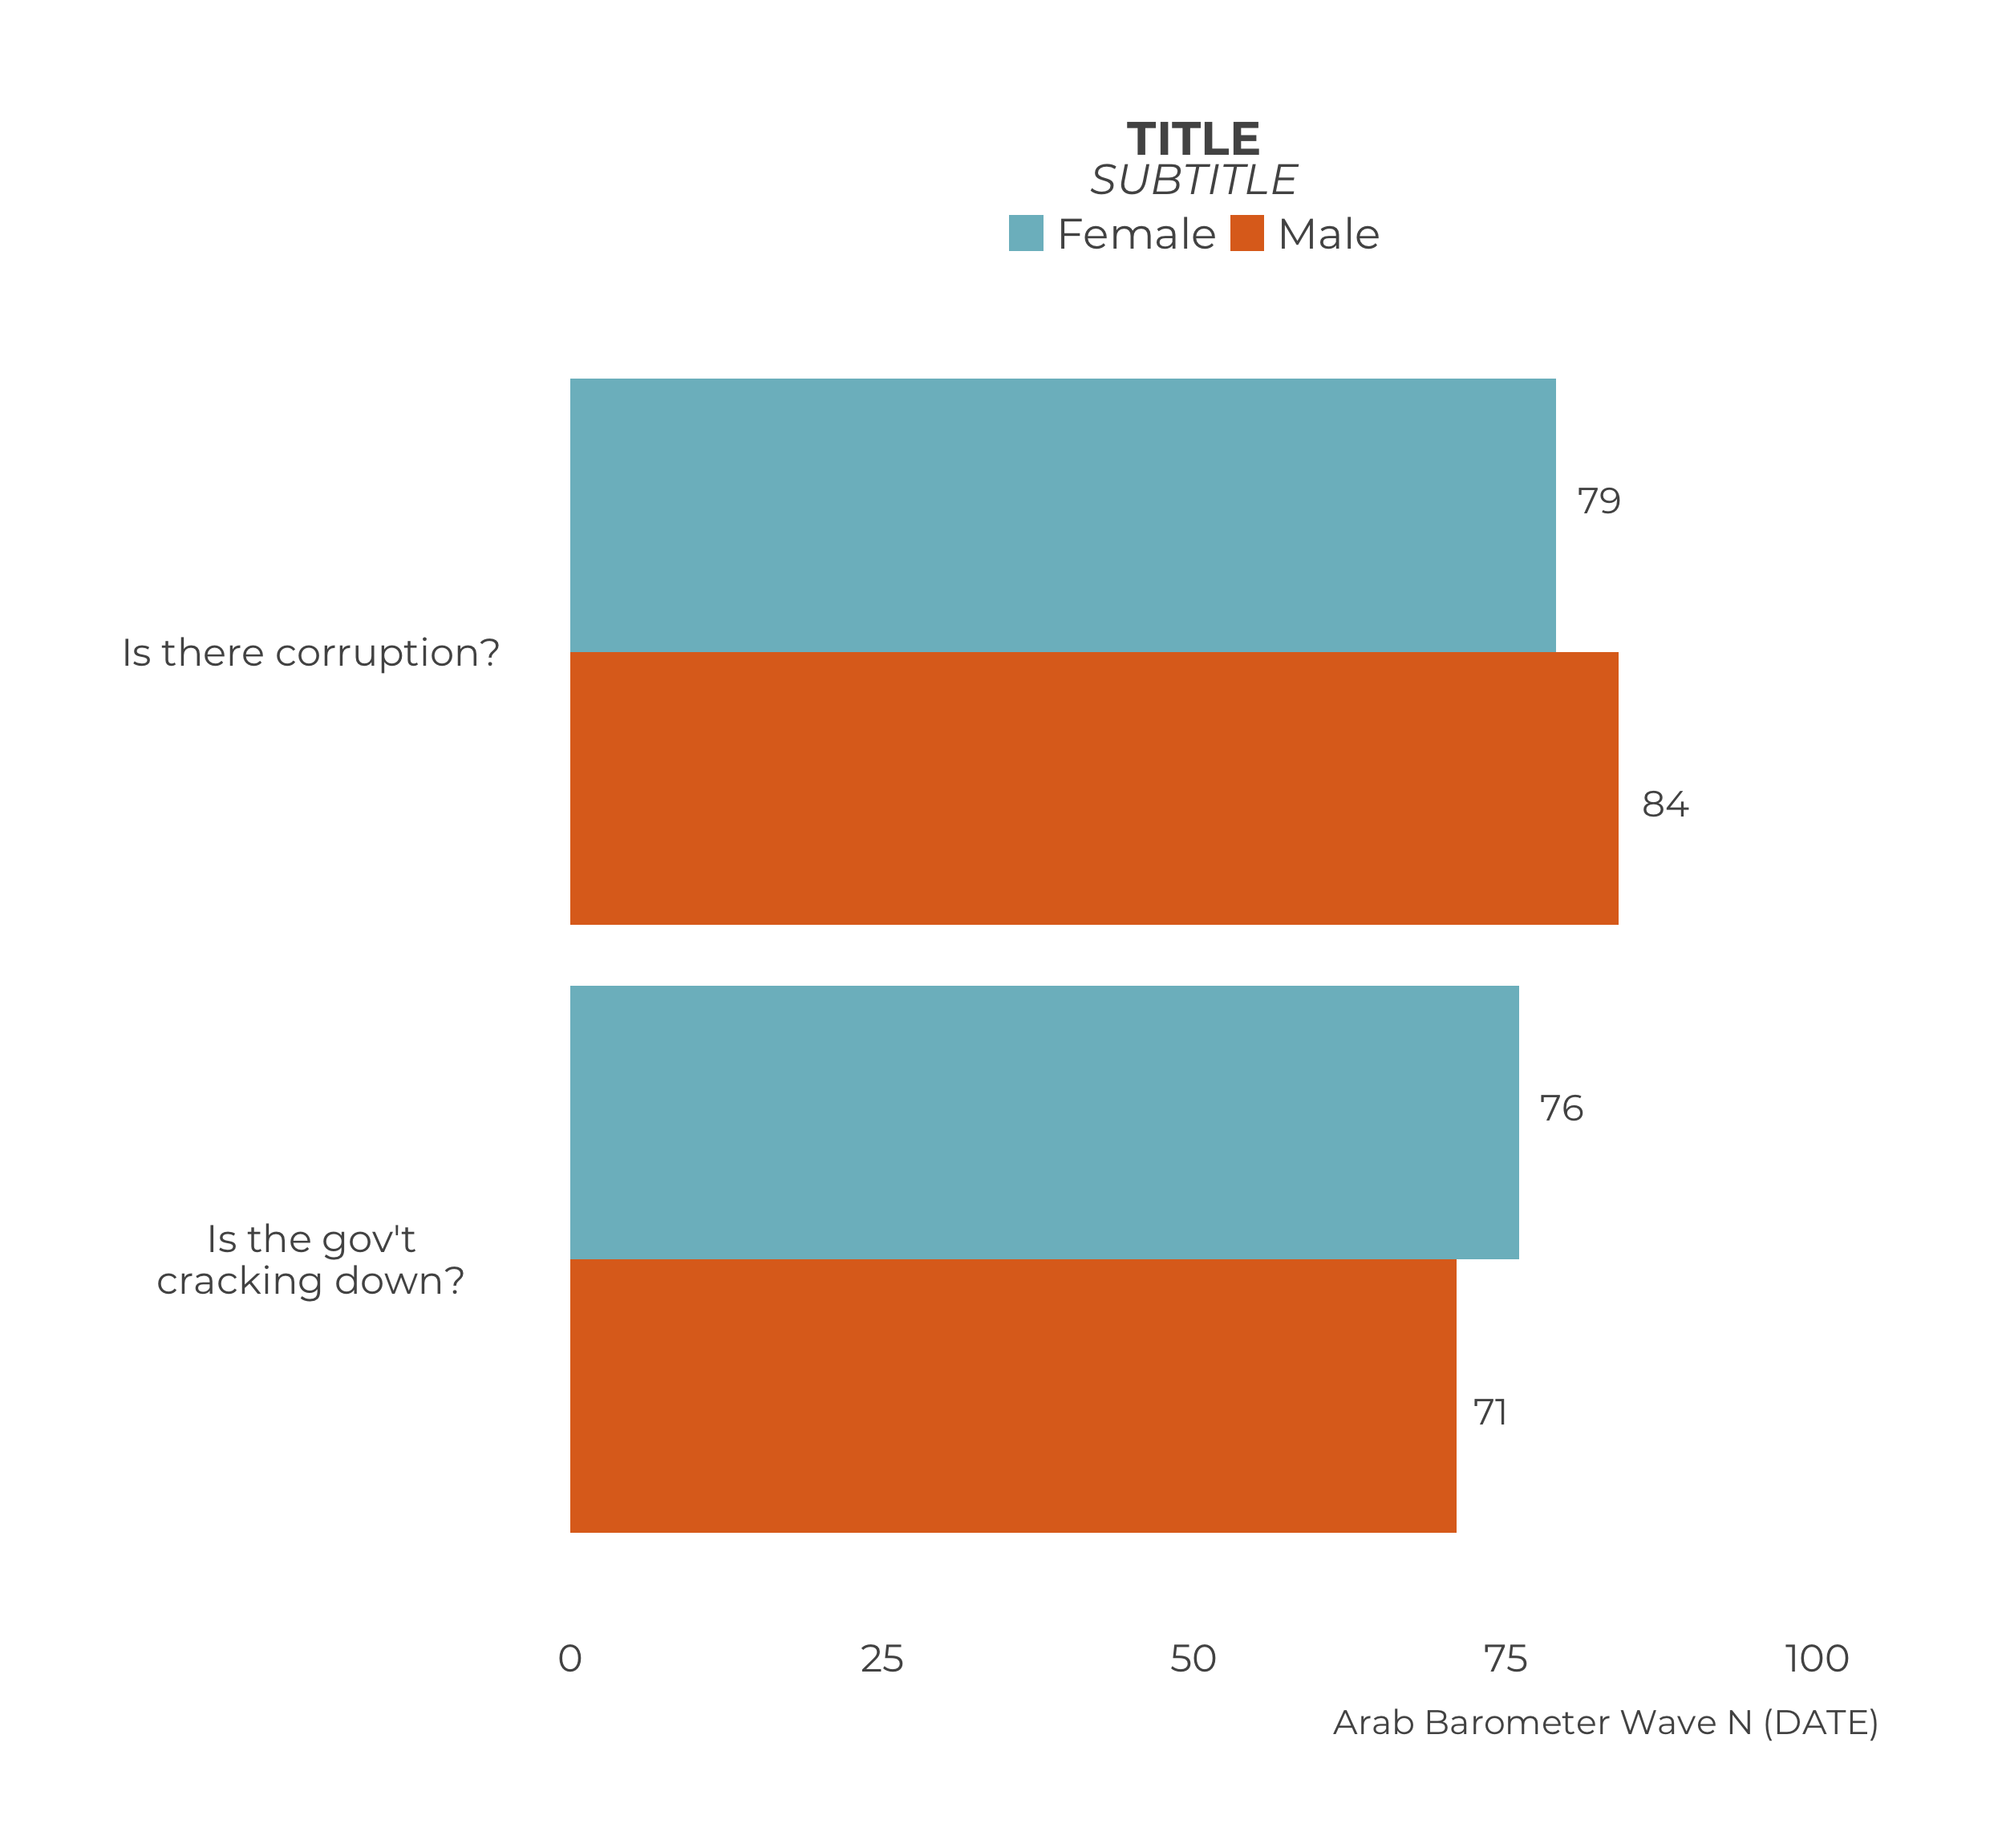 TITLE
SUBTITLE
Female Male
79
Is there corruption?
84
76
Is the gov't
cracking down?
71
0 25 50 75 100
Arab Barometer Wave N (DATE)